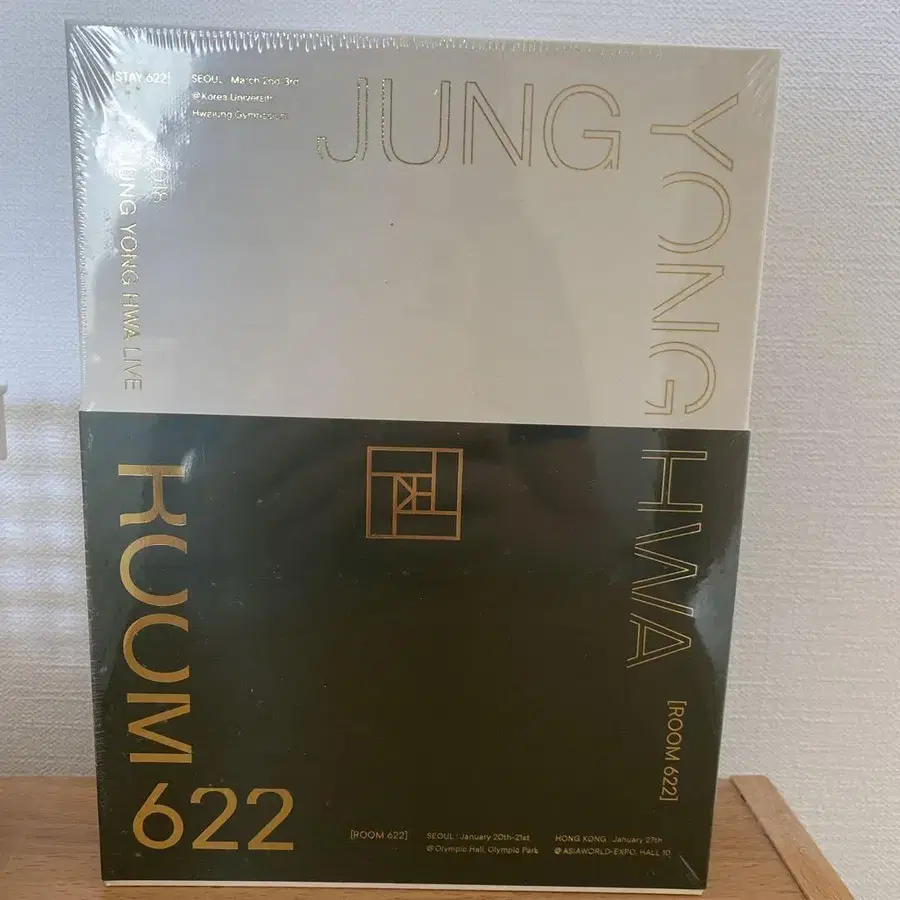 [STAY 622]
SEOUL : March 2nd-3rd
@ Korea University
Hwajung Gymnasium
JUNG
YONG
HWA
2018
JUNG YONG HWA LIVE
ROOM
622
[ROOM 622]
[ROOM 622]
SEOUL : January 20th-21st
@ Olympic Hall, Olympic Park
HONG KONG : January 27th
@ ASIAWORLD-EXPO, HALL 10